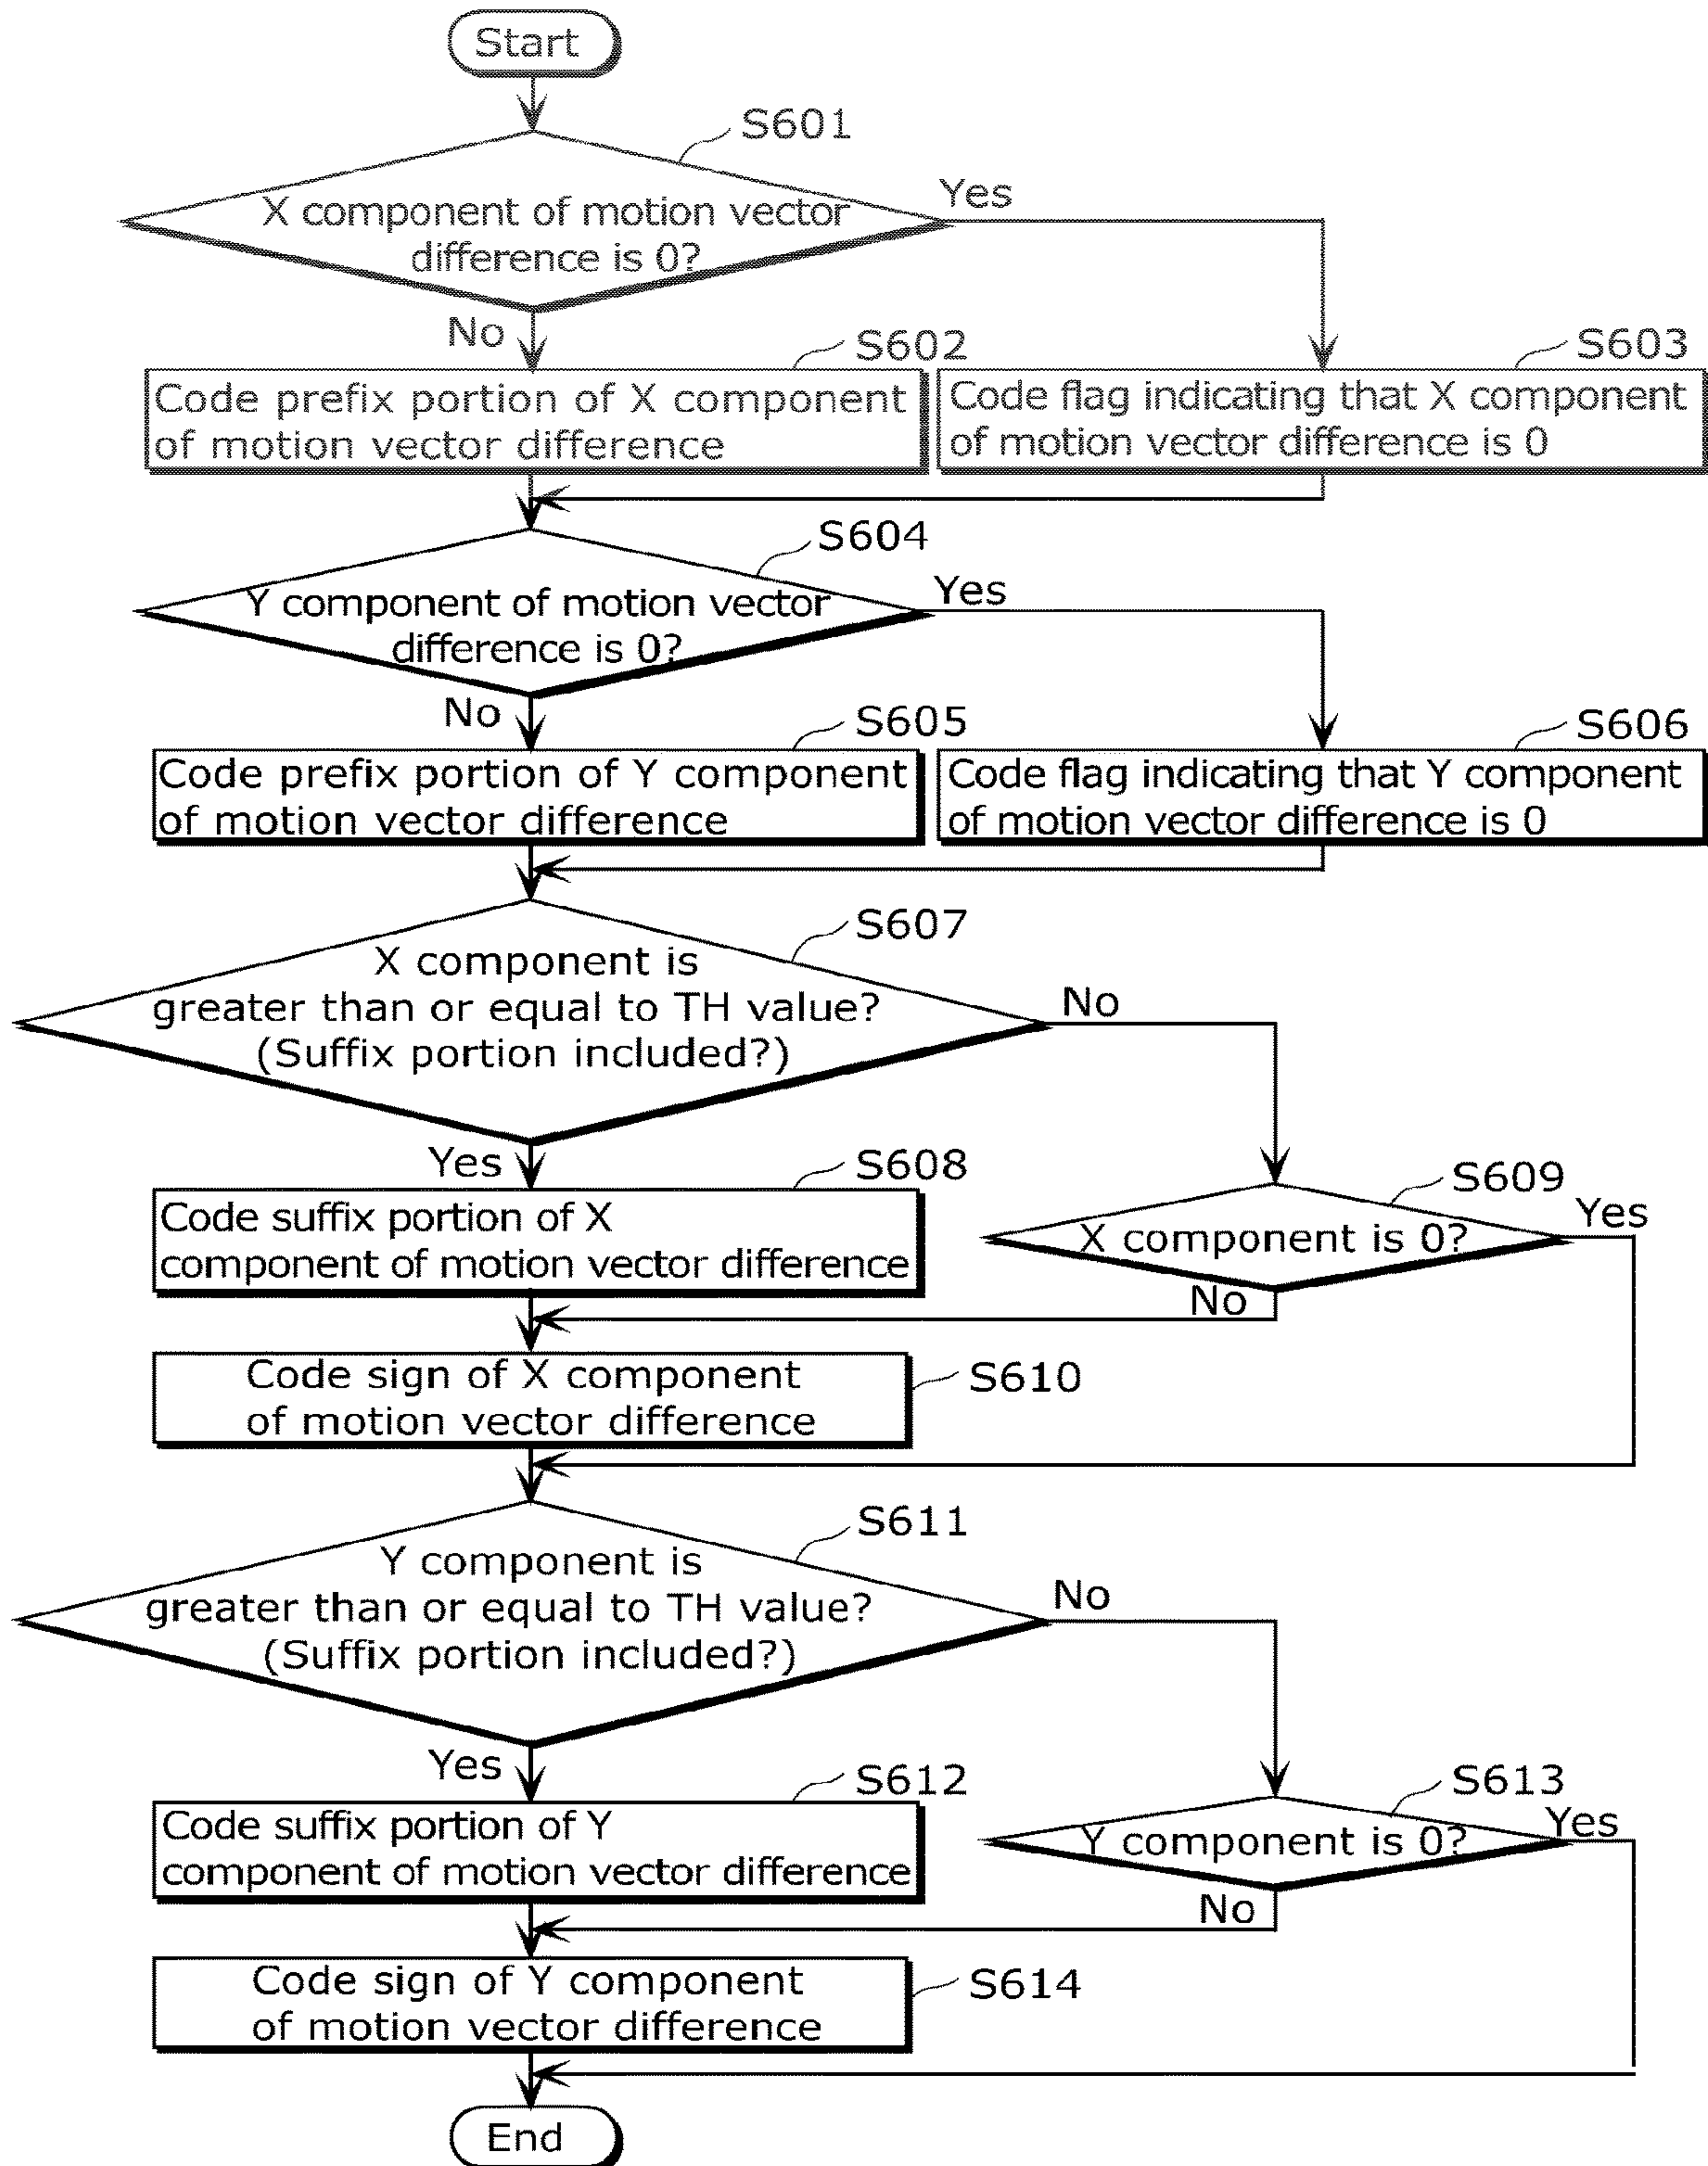 Start
S601
X component of motion vector
difference is 0?
Yes
No
S602
S603
Code prefix portion of X component
of motion vector difference
Code flag indicating that X component
of motion vector difference is 0
S604
Y component of motion vector
difference is 0?
Yes
No
S605
S606
Code prefix portion of Y component
of motion vector difference
Code flag indicating that Y component
of motion vector difference is 0
S607
X component is
greater than or equal to TH value?
(Suffix portion included?)
No
Yes
S608
S609
Code suffix portion of X
component of motion vector difference
X component is 0?
Yes
No
Code sign of X component
of motion vector difference
S610
S611
Y component is
greater than or equal to TH value?
(Suffix portion included?)
No
Yes
S612
S613
Code suffix portion of Y
component of motion vector difference
Y component is 0?
Yes
No
Code sign of Y component
of motion vector difference
S614
End